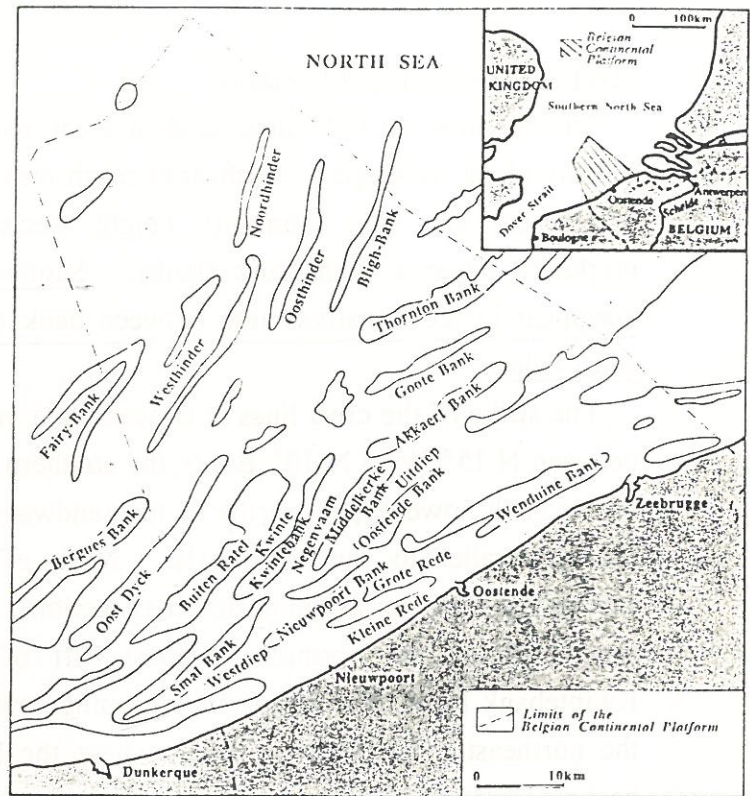 NORTH SEA
0 100km
Belgian
Continental
Platform
UNITED
KINGDOM
Southern North Sea
Dover Strait
Oostende
Schelde
Antwerpen
Boulogne
BELGIUM
Noordhinder
Oosthinder
Bligh-Bank
Thornton Bank
Westhinder
Goote Bank
Fairy-Bank
Akkaert Bank
Bergues Bank
Oost Dyck
Buiten Ratel
Kwinte
Kwintebank
Negenvaam
Middelkerke
Bank
Uitdiep
Oostende Bank
Wenduine Bank
Zeebrugge
Smal Bank
Westdiep
Nieuwpoort Bank
Grote Rede
Kleine Rede
Oostende
Nieuwpoort
Dunkerque
Limits of the
Belgian Continental Platform
0 10km